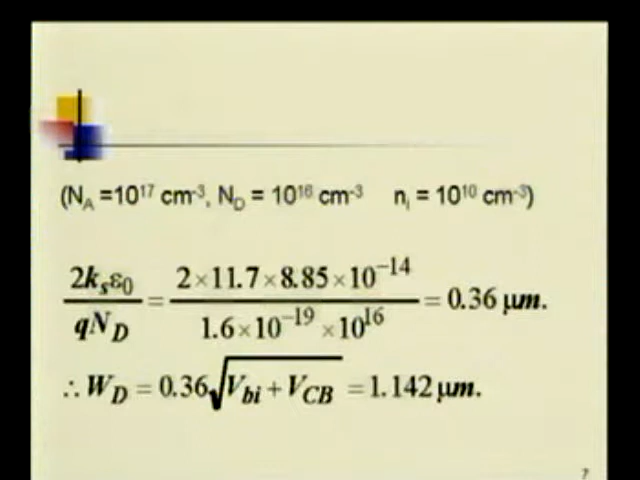 (N_A =10^17 cm^-3, N_D = 10^16 cm^-3 n_i = 10^10 cm^-3)
2k_sε_0 / qN_D = 2×11.7×8.85×10^−14 / 1.6×10^−19 ×10^16 = 0.36 μm.
∴ W_D = 0.36√(V_bi + V_CB) = 1.142 μm.
7